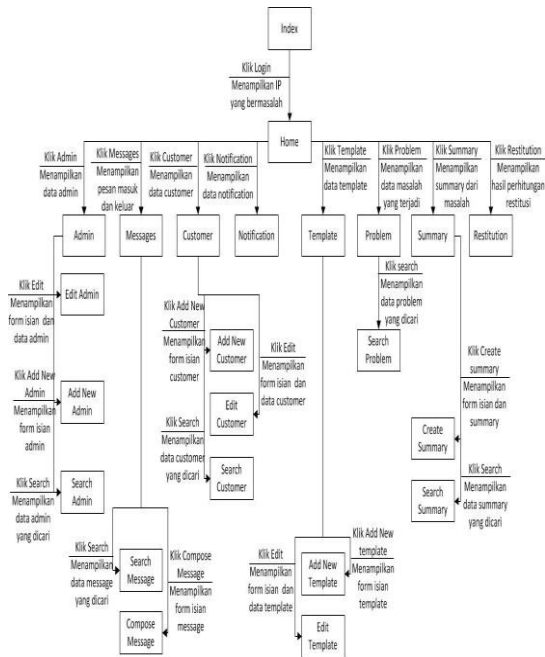 Index
Klik Login
Menampilkan IP
yang bermasalah
Home
Klik Admin
Menampilkan
data admin
Klik Messages
Menampilkan
pesan masuk
dan keluar
Klik Customer
Menampilkan
data customer
Klik Notification
Menampilkan
data notification
Klik Template
Menampilkan
data template
Klik Problem
Menampilkan
data masalah
yang terjadi
Klik Summary
Menampilkan
summary dari
masalah
Klik Restitution
Menampilkan
hasil perhitungan
restitusi
Admin
Messages
Customer
Notification
Template
Problem
Summary
Restitution
Klik Edit
Menampilkan
form isian dan
data admin
Edit Admin
Klik Add New
Admin
Menampilkan
form isian
admin
Add New
Admin
Klik Search
Menampilkan
data admin
yang dicari
Search
Admin
Klik Search
Menampilkan
data message
yang dicari
Search
Message
Klik Compose
Message
Menampilkan
form isian
message
Compose
Message
Klik Add New
Customer
Menampilkan
form isian
customer
Add New
Customer
Klik Edit
Menampilkan
form isian dan
data customer
Edit
Customer
Klik Search
Menampilkan
data customer
yang dicari
Search
Customer
Klik Edit
Menampilkan
form isian dan
data template
Add New
Template
Klik Add New
template
Menampilkan
form isian
template
Edit
Template
Klik search
Menampilkan
data problem
yang dicari
Search
Problem
Klik Create
summary
Menampilkan
form isian dan
summary
Create
Summary
Klik Search
Menampilkan
data summary
yang dicari
Search
Summary